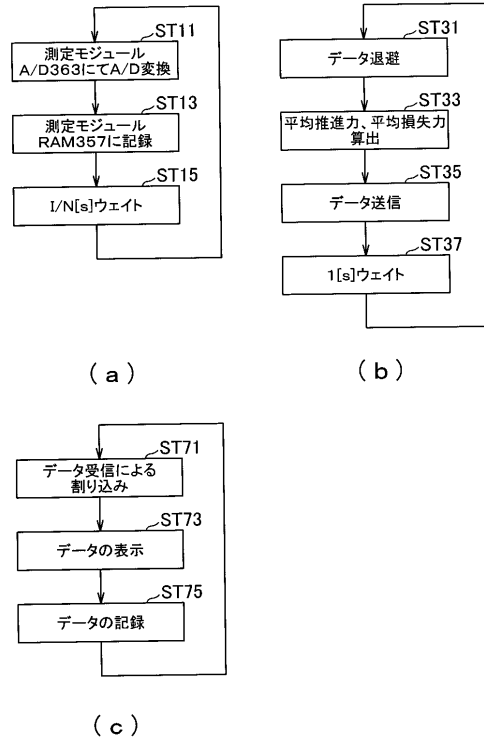 ST11
測定モジュール
A/D363にてA/D変換
ST13
測定モジュール
RAM357に記録
ST15
I/N[s]ウェイト
(a)
ST31
データ退避
ST33
平均推進力、平均損失力
算出
ST35
データ送信
ST37
1[s]ウェイト
(b)
ST71
データ受信による
割り込み
ST73
データの表示
ST75
データの記録
(c)